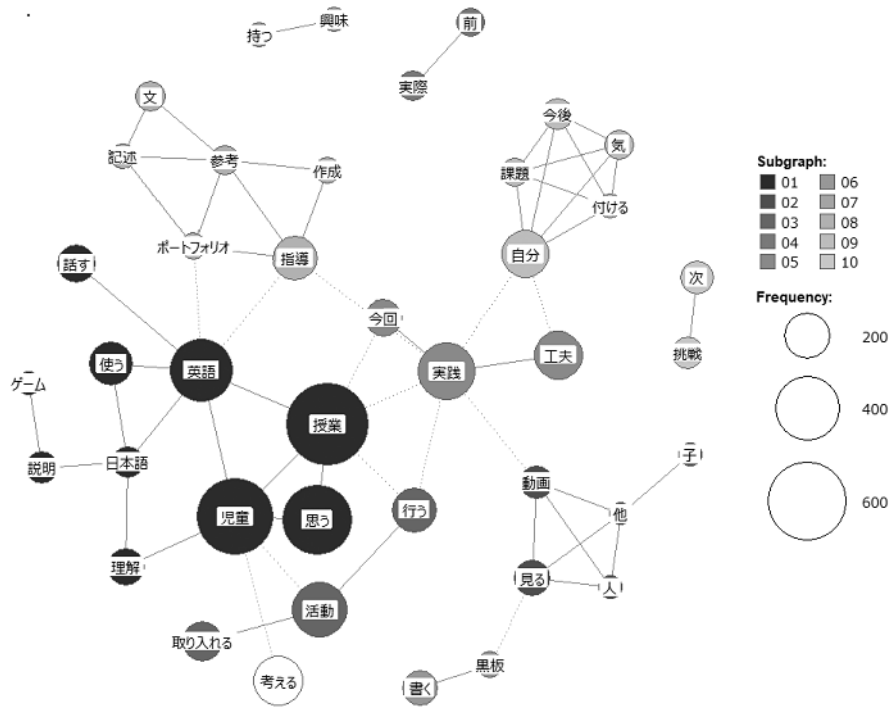 興味
持つ
前
実際
文
今後
気
記述
参考
作成
課題
付ける
ポートフォリオ
指導
自分
話す
次
今回
挑戦
使う
英語
実践
工夫
ゲーム
授業
説明
日本語
子
動画
他
児童
思う
行う
理解
見る
人
活動
取り入れる
黒板
考える
書く
Subgraph:
01 06
02 07
03 08
04 09
05 10
Frequency:
200
400
600